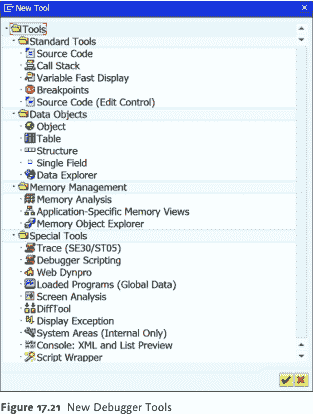 New Tool
Tools
Standard Tools
Source Code
Call Stack
Variable Fast Display
Breakpoints
Source Code (Edit Control)
Data Objects
Object
Table
Structure
Single Field
Data Explorer
Memory Management
Memory Analysis
Application-Specific Memory Views
Memory Object Explorer
Special Tools
Trace (SE30/ST05)
Debugger Scripting
Web Dynpro
Loaded Programs (Global Data)
Screen Analysis
DiffTool
Display Exception
System Areas (Internal Only)
Console: XML and List Preview
Script Wrapper
Figure 17.21 New Debugger Tools